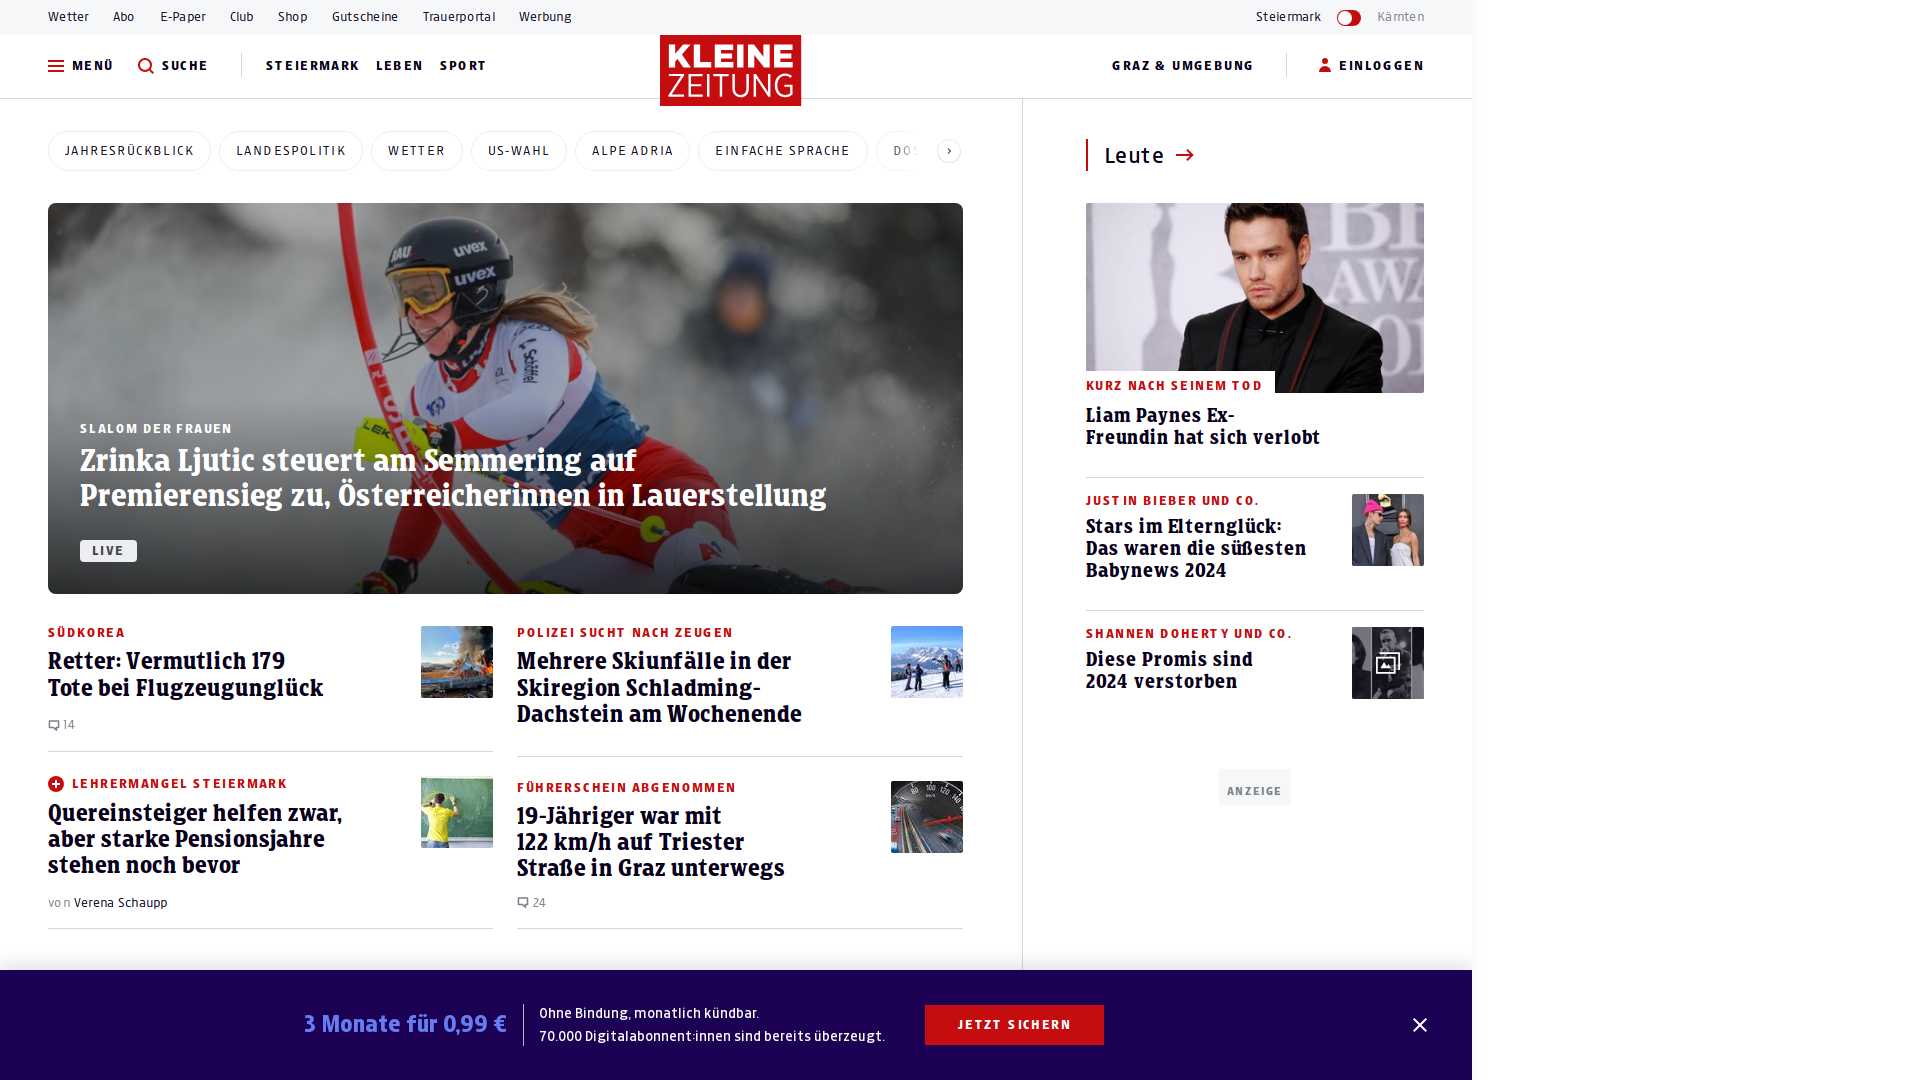 Wetter
Abo
E-Paper
Club
Shop
Gutscheine
Trauerportal
Werbung
Steiermark
Kärnten
MENÜ
SUCHE
STEIERMARK
LEBEN
SPORT
KLEINE
ZEITUNG
GRAZ & UMGEBUNG
EINLOGGEN
JAHRESRÜCKBLICK
LANDESPOLITIK
WETTER
US-WAHL
ALPE ADRIA
EINFACHE SPRACHE
uvex
uvex
SLALOM DER FRAUEN
Zrinka Ljutic steuert am Semmering auf
Premierensieg zu, Österreicherinnen in Lauerstellung
LIVE
SÜDKOREA
Retter: Vermutlich 179
Tote bei Flugzeugunglück
14
LEHRERMANGEL STEIERMARK
Quereinsteiger helfen zwar,
aber starke Pensionsjahre
stehen noch bevor
von Verena Schaupp
POLIZEI SUCHT NACH ZEUGEN
Mehrere Skiunfälle in der
Skiregion Schladming-
Dachstein am Wochenende
FÜHRERSCHEIN ABGENOMMEN
19-Jähriger war mit
122 km/h auf Triester
Straße in Graz unterwegs
24
Leute
KURZ NACH SEINEM TOD
Liam Paynes Ex-
Freundin hat sich verlobt
JUSTIN BIEBER UND CO.
Stars im Elternglück:
Das waren die süßesten
Babynews 2024
SHANNEN DOHERTY UND CO.
Diese Promis sind
2024 verstorben
ANZEIGE
3 Monate für 0,99 €
Ohne Bindung, monatlich kündbar.
70.000 Digitalabonnent:innen sind bereits überzeugt.
JETZT SICHERN